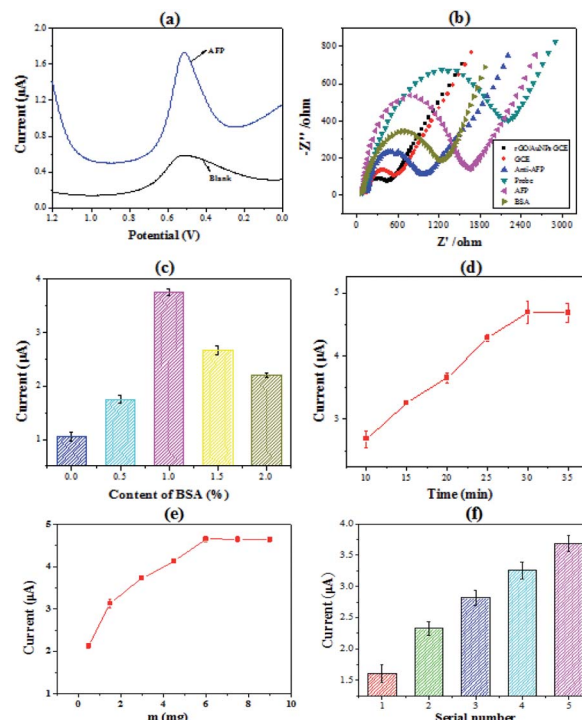 (a)
2.0
1.6
1.2
0.8
0.4
0.0
Current (µA)
AFP
Blank
1.2 1.0 0.8 0.6 0.4 0.2 0.0
Potential (V)
(b)
800
600
400
200
0
-Z'' /ohm
rGO/AuNPs/GCE
GCE
Anti-AFP
Probe
AFP
BSA
0 600 1200 1800 2400 3000
Z' /ohm
(c)
4
3
2
1
Current (µA)
0.0 0.5 1.0 1.5 2.0
Content of BSA (%)
(d)
5
4
3
Current (µA)
10 15 20 25 30 35
Time (min)
(e)
5
4
3
2
1
Current (µA)
0 2 4 6 8 10
m (mg)
(f)
4.0
3.5
3.0
2.5
2.0
1.5
Current (µA)
1 2 3 4 5
Serial number